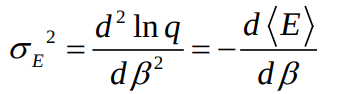 σ_E² = d² ln q / dβ² = − d⟨E⟩ / dβ